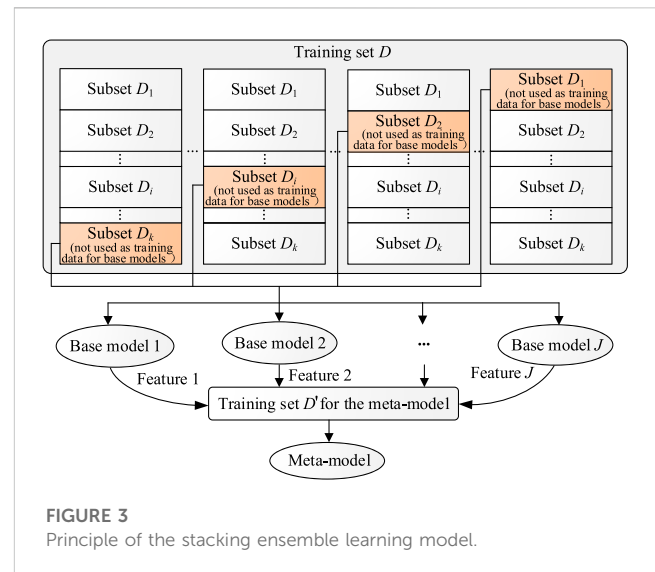 Training set D
Subset D1
Subset D2
⋮
Subset Di
⋮
Subset Dk
(not used as training
data for base models）
...
Subset D1
Subset D2
⋮
Subset Di
(not used as training
data for base models）
⋮
Subset Dk
...
Subset D1
Subset D2
(not used as training
data for base models）
⋮
Subset Di
⋮
Subset Dk
...
Subset D1
(not used as training
data for base models）
Subset D2
⋮
Subset Di
⋮
Subset Dk
Base model 1
Base model 2
...
Base model J
Feature 1
Feature 2
Feature J
Training set D' for the meta-model
Meta-model
FIGURE 3
Principle of the stacking ensemble learning model.